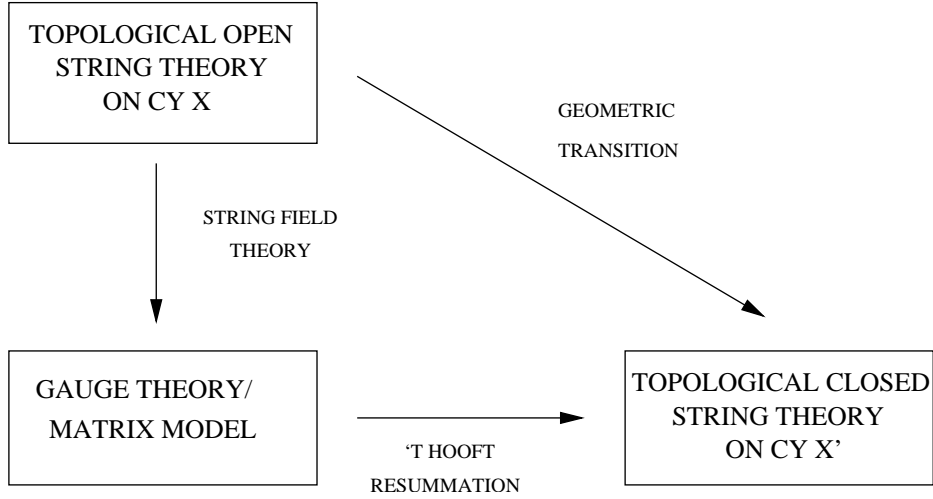 TOPOLOGICAL OPEN
STRING THEORY
ON CY X
GEOMETRIC
TRANSITION
STRING FIELD
THEORY
GAUGE THEORY/
MATRIX MODEL
‘T HOOFT
RESUMMATION
TOPOLOGICAL CLOSED
STRING THEORY
ON CY X’